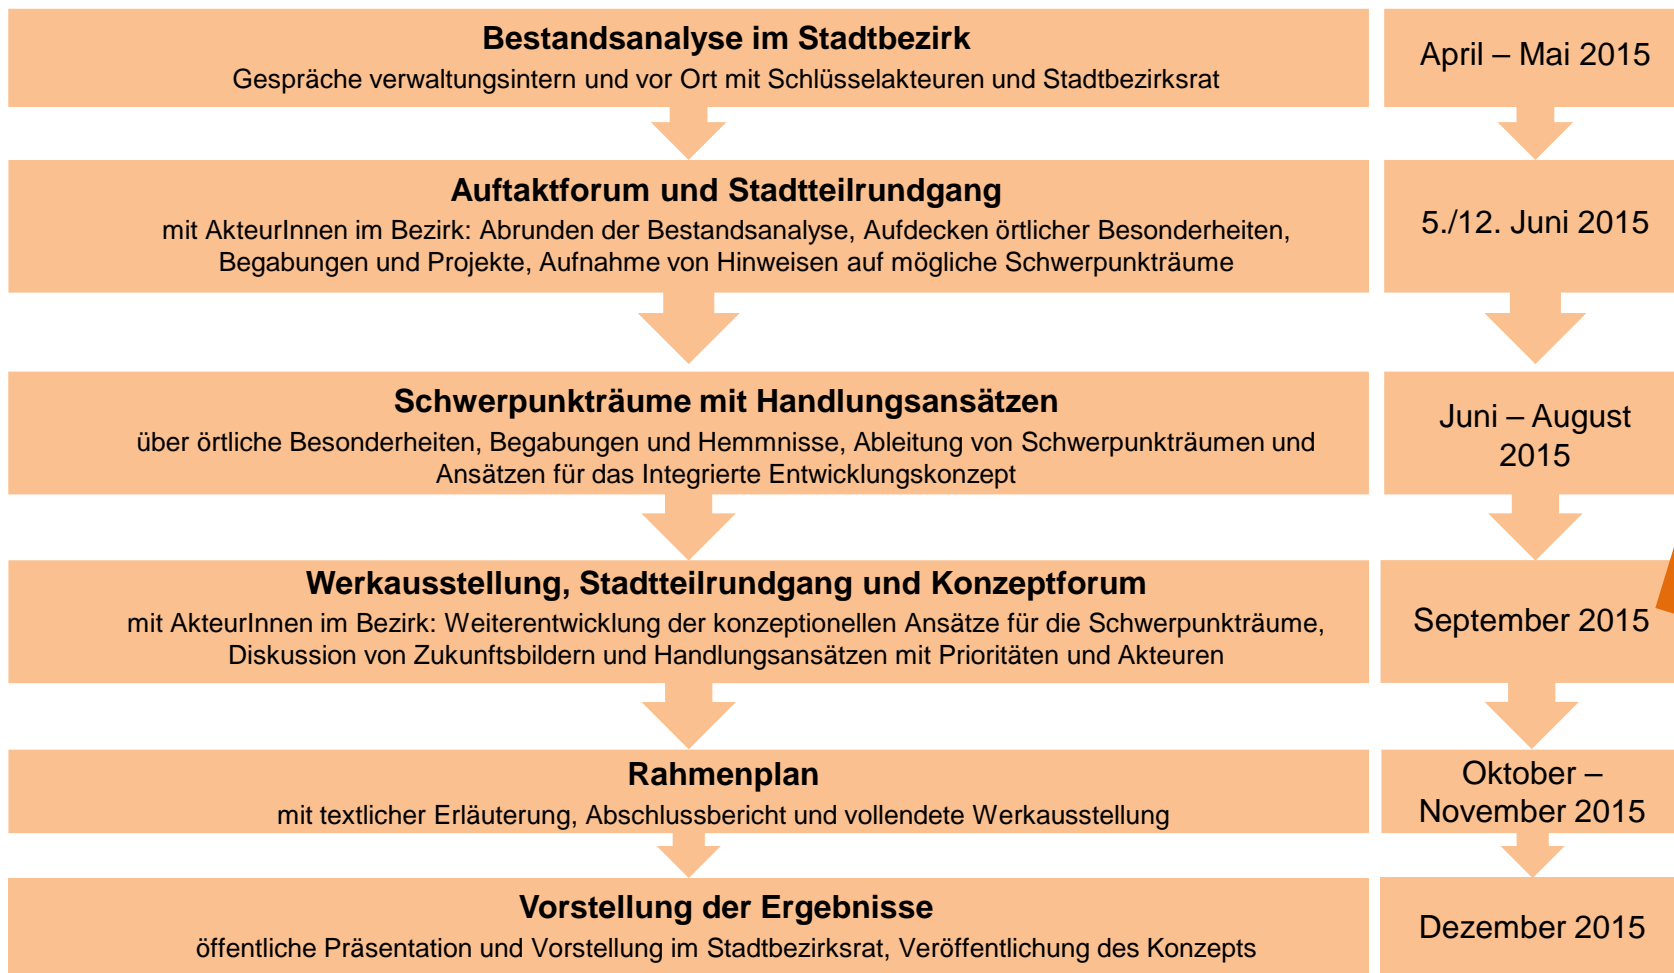 Bestandsanalyse im Stadtbezirk
Gespräche verwaltungsintern und vor Ort mit Schlüsselakteuren und Stadtbezirksrat
April – Mai 2015
Auftaktforum und Stadtteilrundgang
mit AkteurInnen im Bezirk: Abrunden der Bestandsanalyse, Aufdecken örtlicher Besonderheiten,
Begabungen und Projekte, Aufnahme von Hinweisen auf mögliche Schwerpunkträume
5./12. Juni 2015
Schwerpunkträume mit Handlungsansätzen
über örtliche Besonderheiten, Begabungen und Hemmnisse, Ableitung von Schwerpunkträumen und
Ansätzen für das Integrierte Entwicklungskonzept
Juni – August
2015
Werkausstellung, Stadtteilrundgang und Konzeptforum
mit AkteurInnen im Bezirk: Weiterentwicklung der konzeptionellen Ansätze für die Schwerpunkträume,
Diskussion von Zukunftsbildern und Handlungsansätzen mit Prioritäten und Akteuren
September 2015
Rahmenplan
mit textlicher Erläuterung, Abschlussbericht und vollendete Werkausstellung
Oktober –
November 2015
Vorstellung der Ergebnisse
öffentliche Präsentation und Vorstellung im Stadtbezirksrat, Veröffentlichung des Konzepts
Dezember 2015